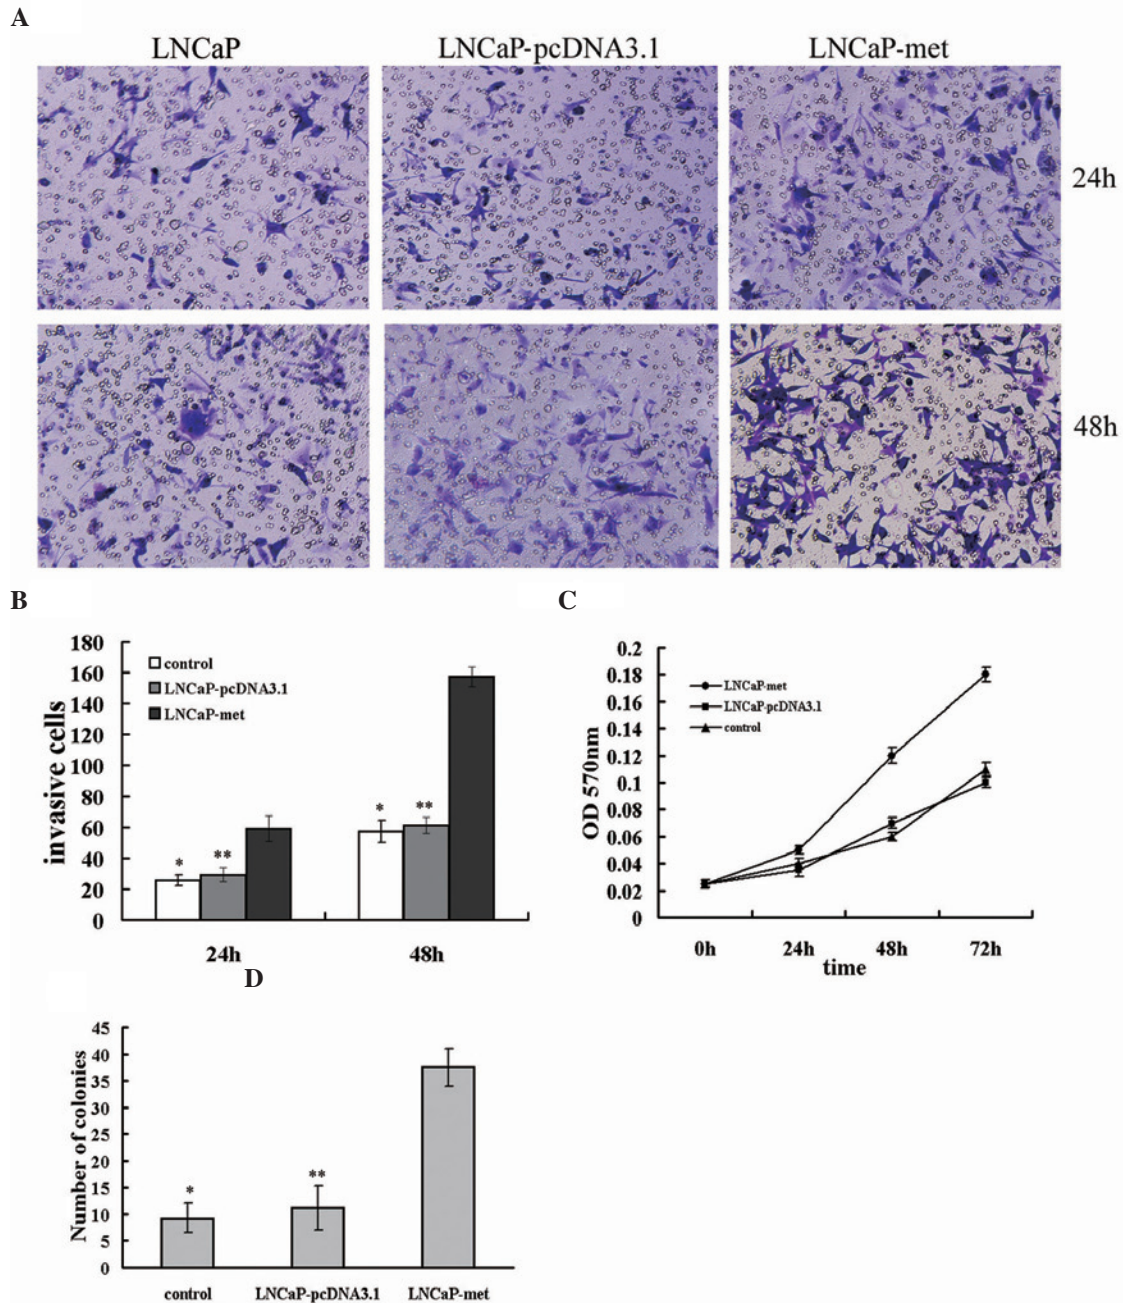 A
LNCaP LNCaP-pcDNA3.1 LNCaP-met
24h
48h
B
180
160
140
120
100
80
60
40
20
0
invasive cells
control
LNCaP-pcDNA3.1
LNCaP-met
* ** * **
24h 48h
C
0.2
0.18
0.16
0.14
0.12
0.1
0.08
0.06
0.04
0.02
0
OD 570nm
LNCaP-met
LNCaP-pcDNA3.1
control
0h 24h 48h 72h
time
D
45
40
35
30
25
20
15
10
5
0
Number of colonies
* **
control LNCaP-pcDNA3.1 LNCaP-met